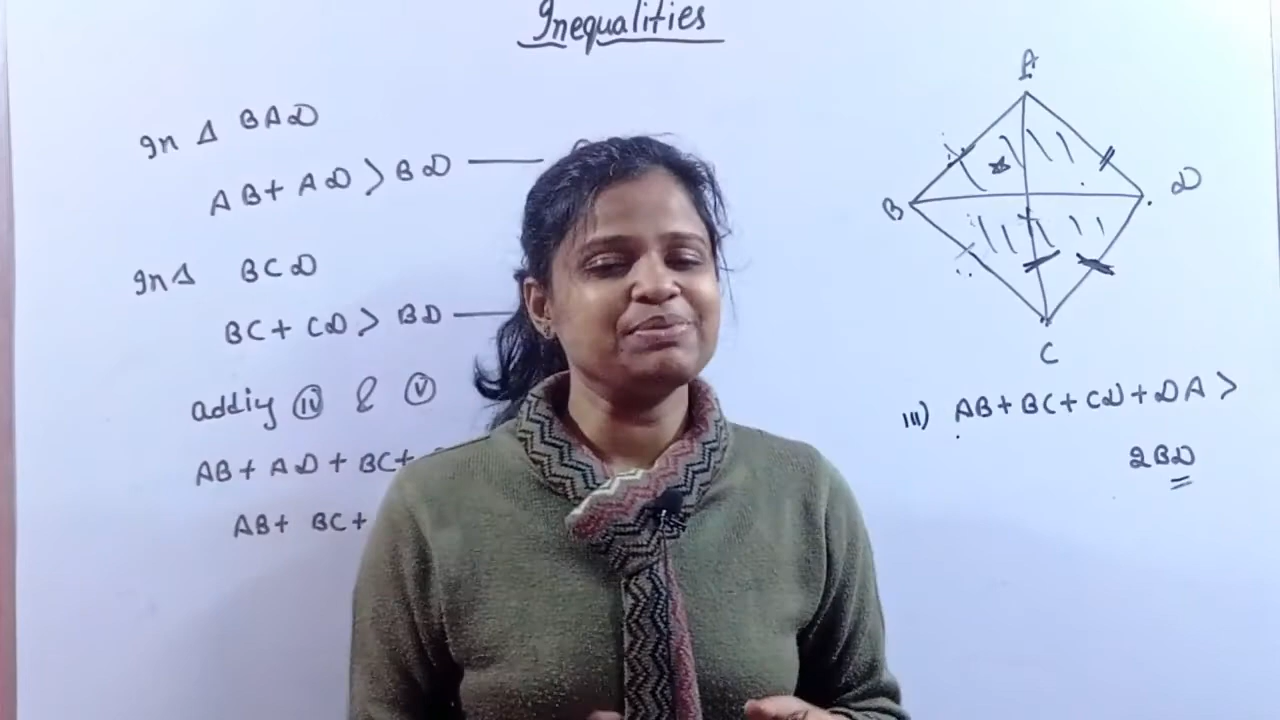 Inequalities
In Δ BAD
AB + AD > BD
In Δ BCD
BC + CD > BD
addiy (iv) & (v)
AB + AD + BC +
AB + BC +
A
B
D
C
iii) AB + BC + CD + DA >
2BD